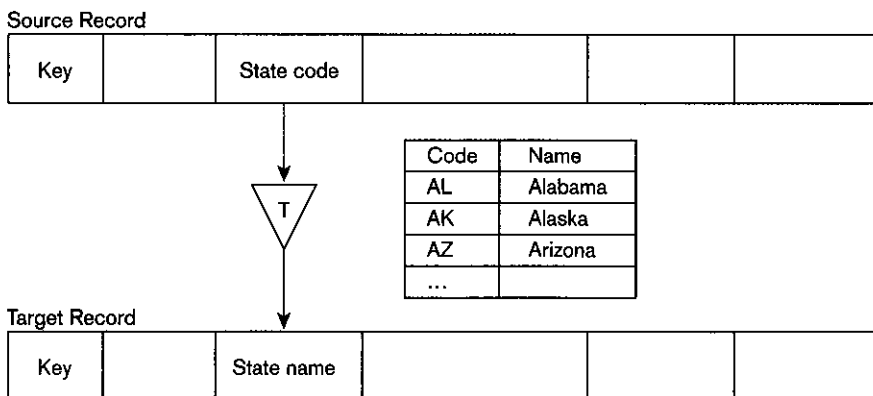 Source Record
Key State code
T
Code Name
AL Alabama
AK Alaska
AZ Arizona
...
Target Record
Key State name